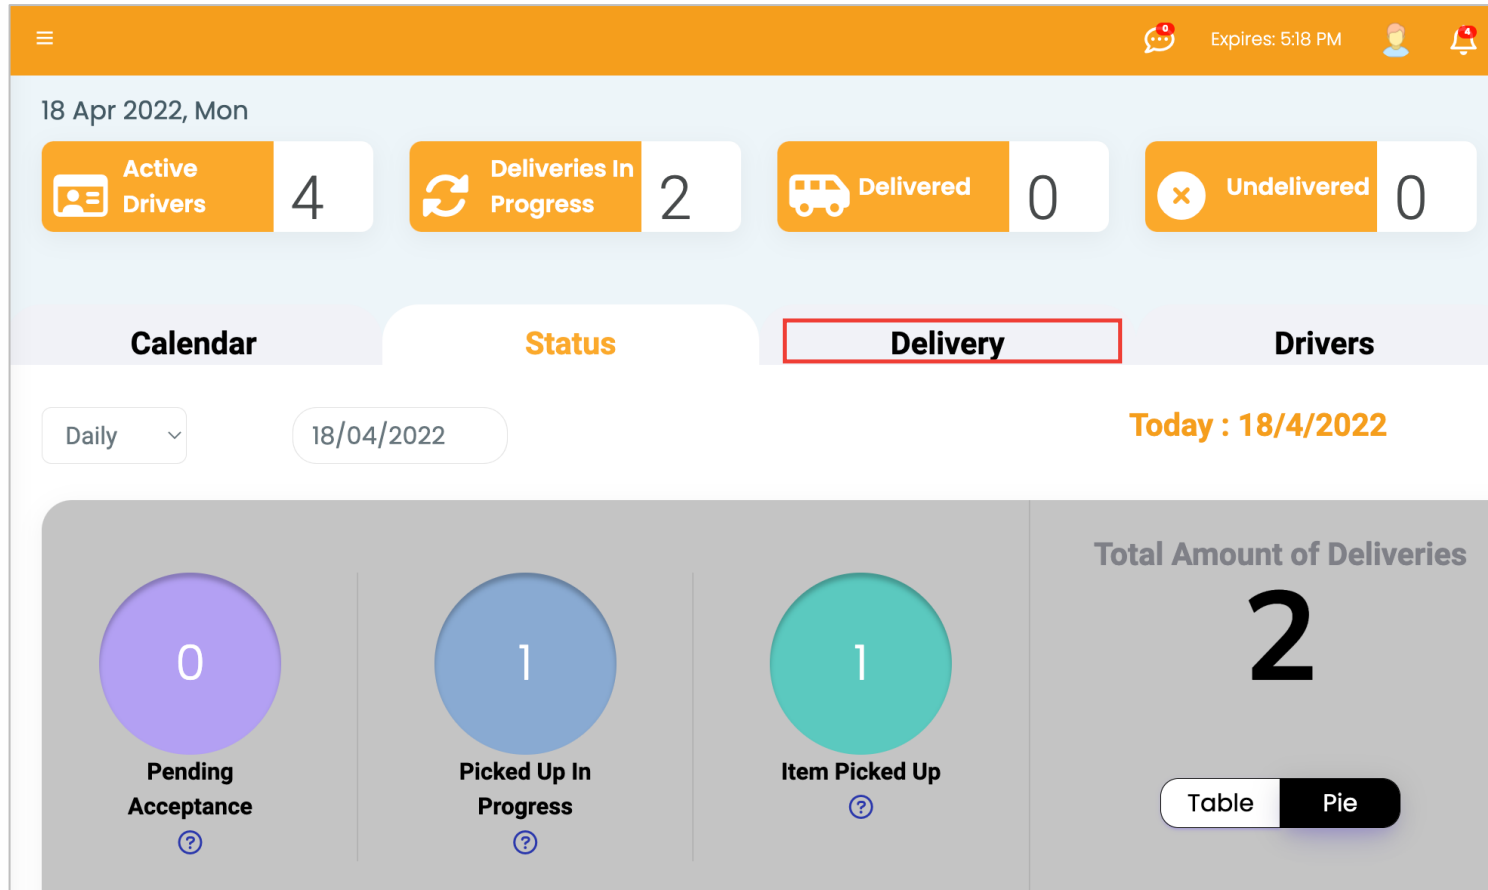 0
Expires: 5:18 PM
4
18 Apr 2022, Mon
Active
Drivers
4
Deliveries In
Progress
2
Delivered
0
Undelivered
0
Calendar
Status
Delivery
Drivers
Daily
18/04/2022
Today : 18/4/2022
0
Pending
Acceptance
?
1
Picked Up In
Progress
?
1
Item Picked Up
?
Total Amount of Deliveries
2
Table
Pie